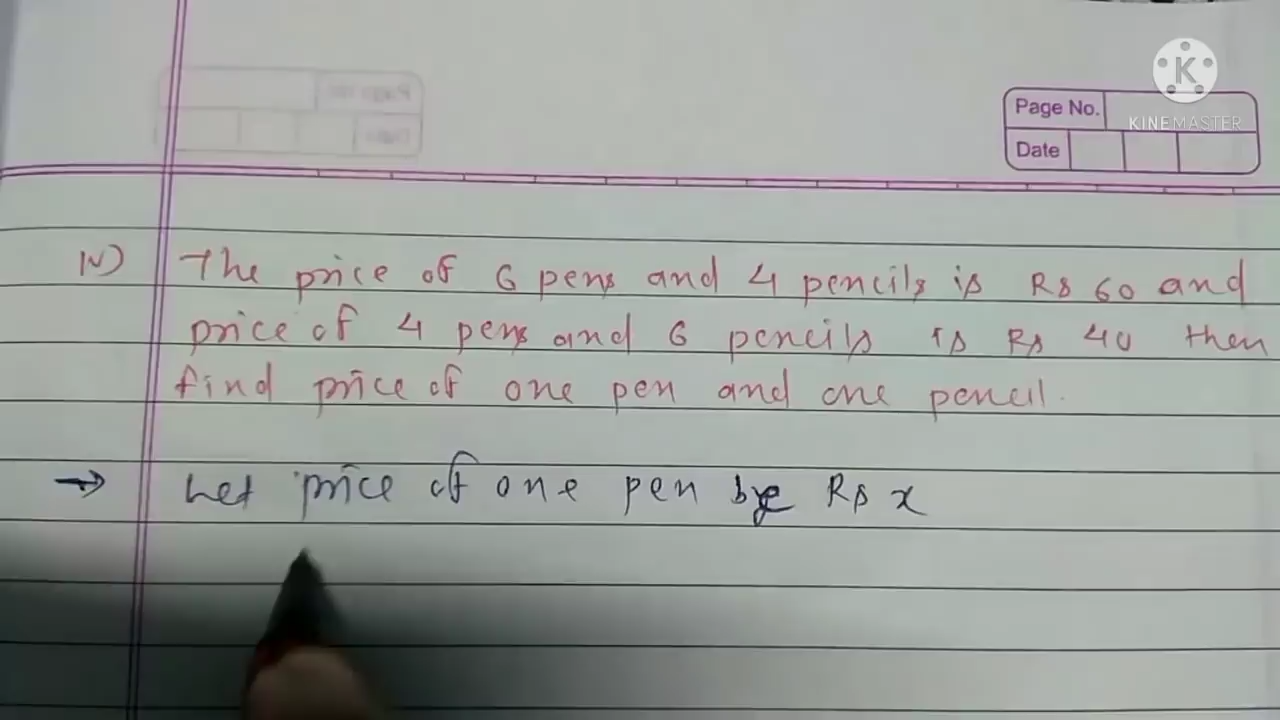 KINEMASTER
Page No.
Date
IV) The price of 6 pens and 4 pencils is Rs 60 and
price of 4 pens and 6 pencils is Rs 40 then
find price of one pen and one pencil.
→ Let price of one pen be Rs x